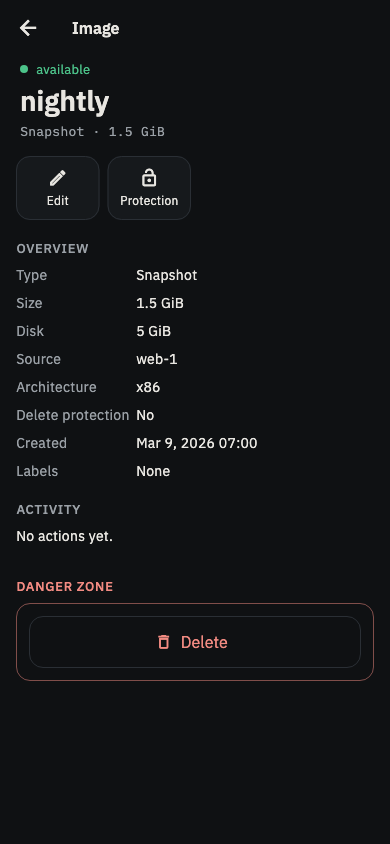 Image
available
nightly
Snapshot · 1.5 GiB
Edit
Protection
OVERVIEW
Type Snapshot
Size 1.5 GiB
Disk 5 GiB
Source web-1
Architecture x86
Delete protection No
Created Mar 9, 2026 07:00
Labels None
ACTIVITY
No actions yet.
DANGER ZONE
Delete